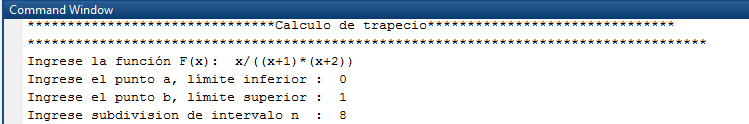 Command Window
*******************************Calculo de trapecio*******************************
*************************************************************************************
Ingrese la función F(x):  x/((x+1)*(x+2))
Ingrese el punto a, límite inferior :  0
Ingrese el punto b, límite superior :  1
Ingrese subdivision de intervalo n  :  8